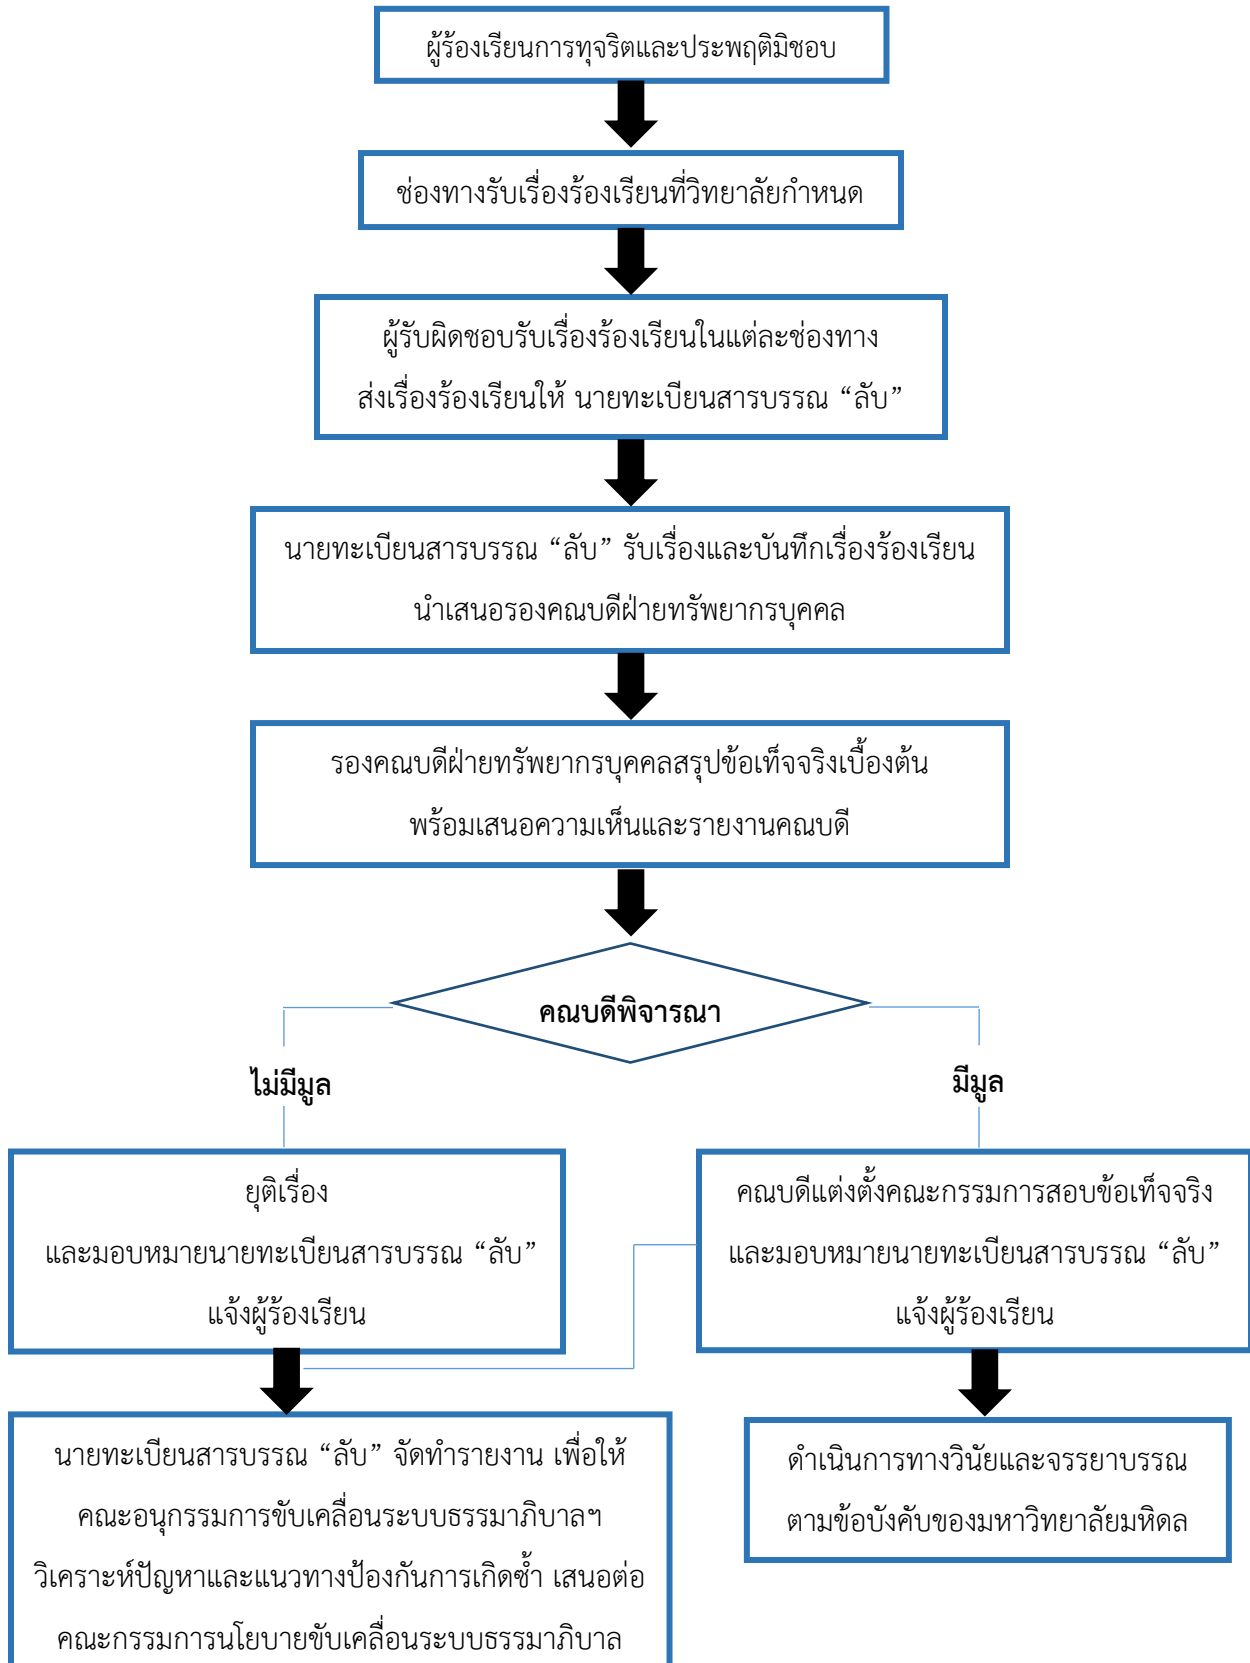 ผู้ร้องเรียนการทุจริตและประพฤติมิชอบ
ช่องทางรับเรื่องร้องเรียนที่วิทยาลัยกำหนด
ผู้รับผิดชอบรับเรื่องร้องเรียนในแต่ละช่องทาง
ส่งเรื่องร้องเรียนให้ นายทะเบียนสารบรรณ “ลับ”
นายทะเบียนสารบรรณ “ลับ” รับเรื่องและบันทึกเรื่องร้องเรียน
นำเสนอรองคณบดีฝ่ายทรัพยากรบุคคล
รองคณบดีฝ่ายทรัพยากรบุคคลสรุปข้อเท็จจริงเบื้องต้น
พร้อมเสนอความเห็นและรายงานคณบดี
คณบดีพิจารณา
ไม่มีมูล
มีมูล
ยุติเรื่อง
และมอบหมายนายทะเบียนสารบรรณ “ลับ”
แจ้งผู้ร้องเรียน
คณบดีแต่งตั้งคณะกรรมการสอบข้อเท็จจริง
และมอบหมายนายทะเบียนสารบรรณ “ลับ”
แจ้งผู้ร้องเรียน
นายทะเบียนสารบรรณ “ลับ” จัดทำรายงาน เพื่อให้
คณะอนุกรรมการขับเคลื่อนระบบธรรมาภิบาลฯ
วิเคราะห์ปัญหาและแนวทางป้องกันการเกิดซ้ำ เสนอต่อ
คณะกรรมการนโยบายขับเคลื่อนระบบธรรมาภิบาล
ดำเนินการทางวินัยและจรรยาบรรณ
ตามข้อบังคับของมหาวิทยาลัยมหิดล